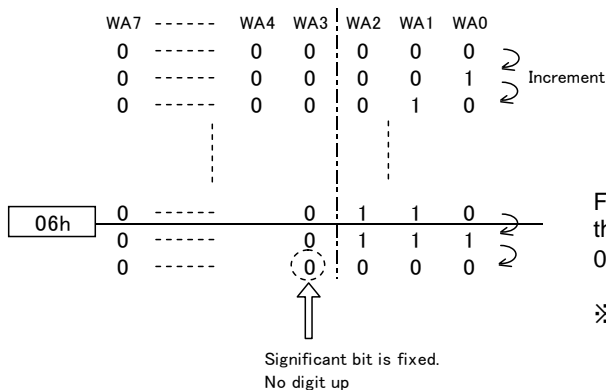 WA7 ------ WA4 WA3 WA2 WA1 WA0
0 ------ 0 0 0 0 0
0 ------ 0 0 0 0 1
Increment
0 ------ 0 0 0 1 0
0 ------ 0 1 1 0
06h
0 ------ 0 1 1 1
0 ------ 0 0 0 0
F
th
0
※
Significant bit is fixed.
No digit up